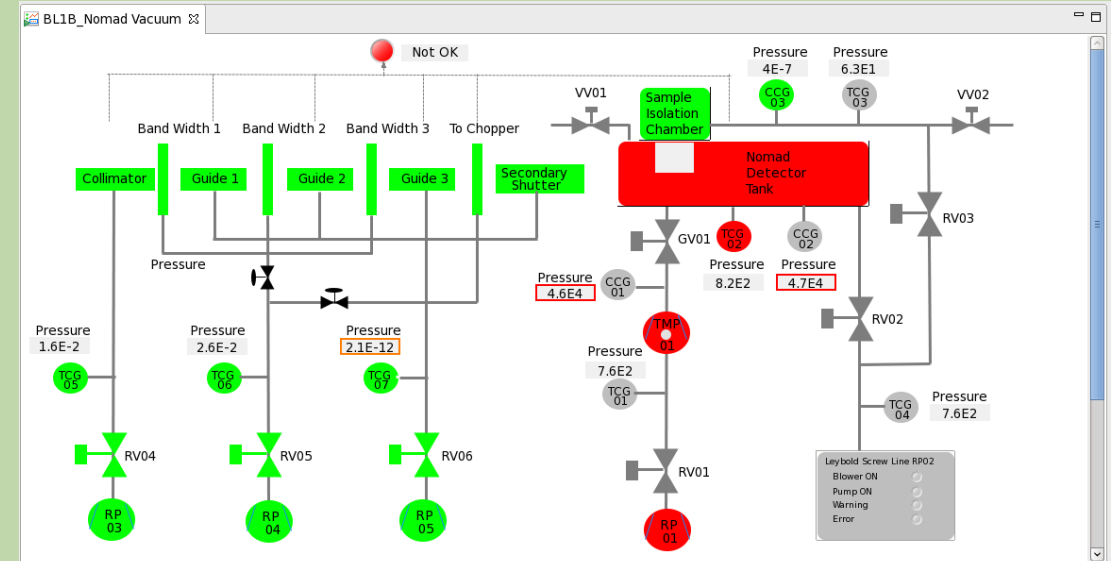 BL1B_Nomad Vacuum
Not OK
Pressure
4E-7
CCG
03
Pressure
6.3E1
TCG
03
VV01
Sample
Isolation
Chamber
VV02
Band Width 1
Band Width 2
Band Width 3
To Chopper
Nomad
Detector
Tank
Collimator
Guide 1
Guide 2
Guide 3
Secondary
Shutter
RV03
GV01
TCG
02
CCG
02
Pressure
Pressure
8.2E2
Pressure
4.7E4
Pressure
4.6E4
CCG
01
RV02
TMP
01
Pressure
1.6E-2
TCG
05
Pressure
2.6E-2
TCG
06
Pressure
2.1E-12
TCG
07
Pressure
7.6E2
TCG
01
TCG
04
Pressure
7.6E2
RV04
RV05
RV06
RV01
Leybold Screw Line RP02
Blower ON
Pump ON
Warning
Error
RP
03
RP
04
RP
05
RP
01